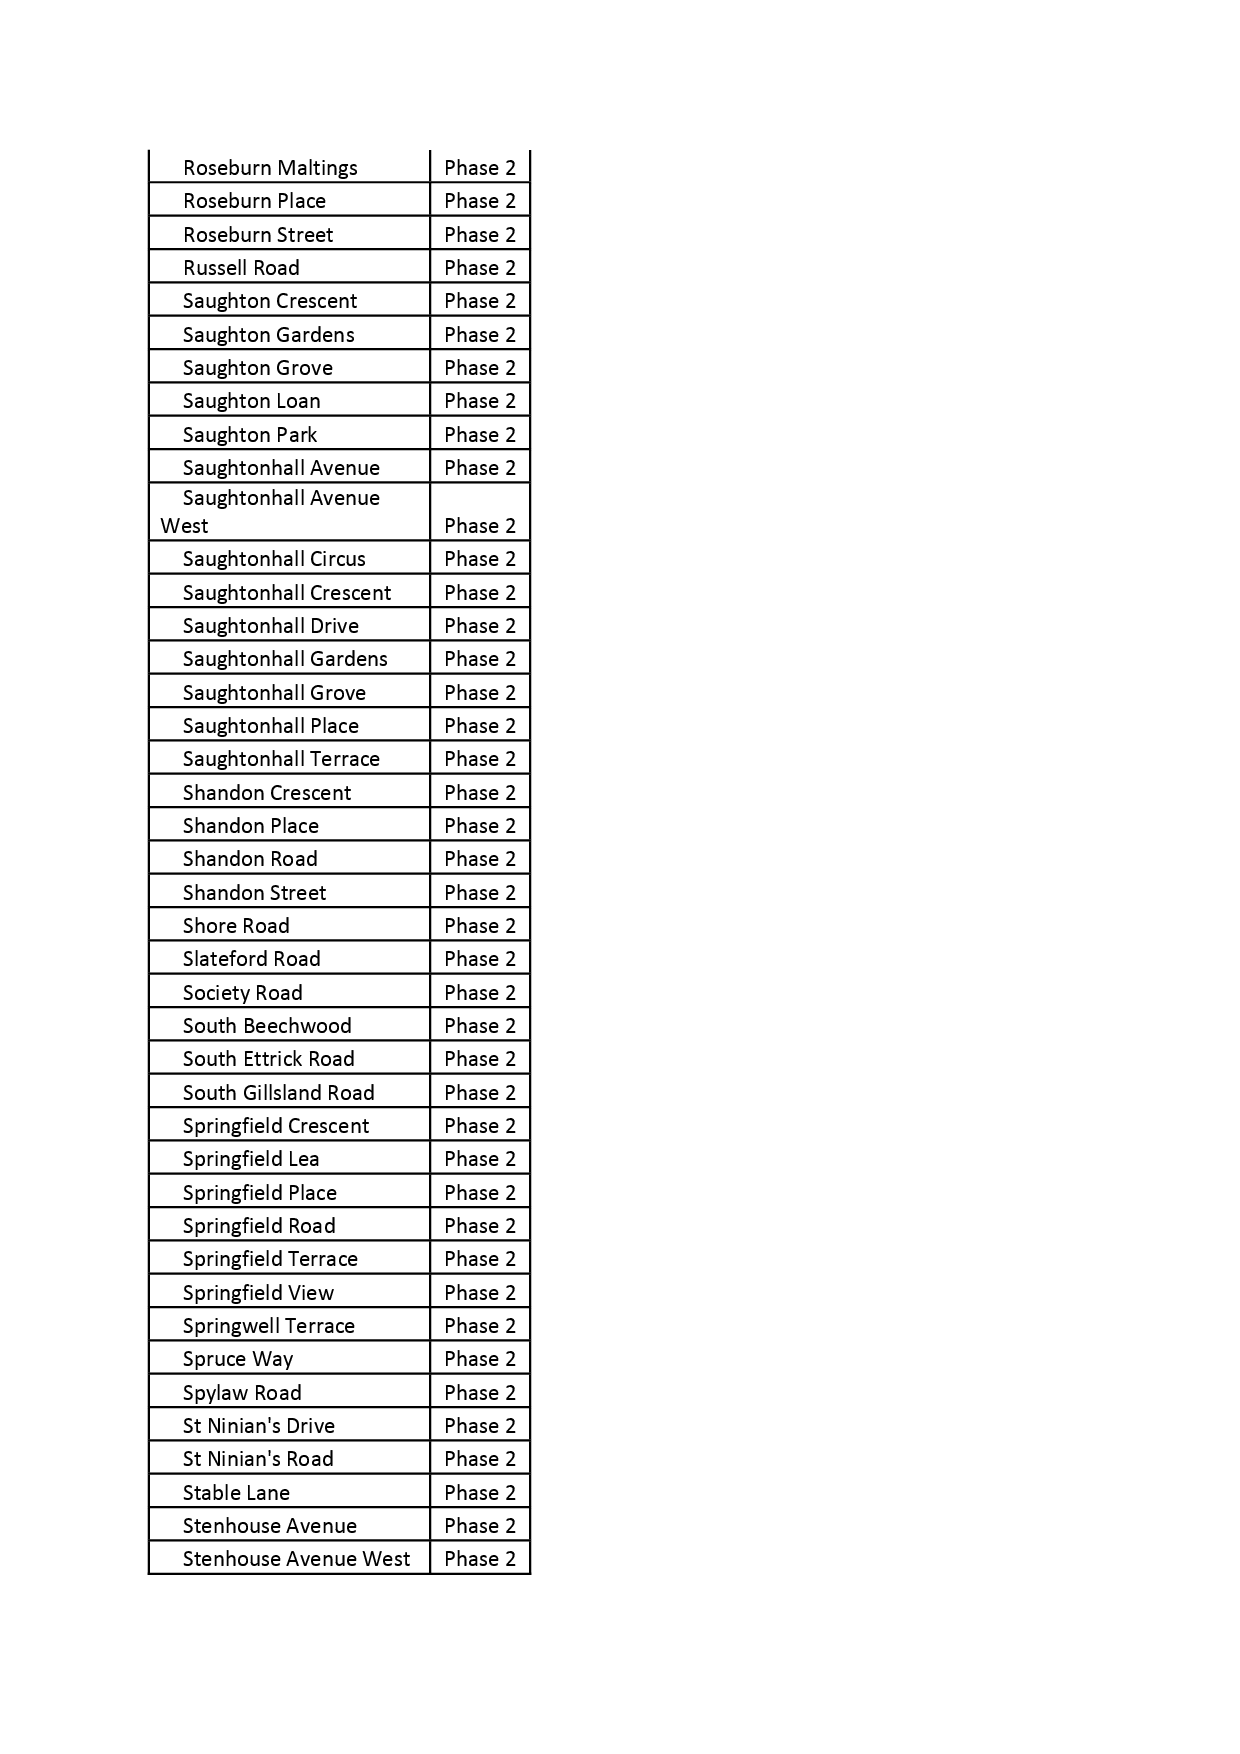 Roseburn Maltings Phase 2
Roseburn Place Phase 2
Roseburn Street Phase 2
Russell Road Phase 2
Saughton Crescent Phase 2
Saughton Gardens Phase 2
Saughton Grove Phase 2
Saughton Loan Phase 2
Saughton Park Phase 2
Saughtonhall Avenue Phase 2
Saughtonhall Avenue
West Phase 2
Saughtonhall Circus Phase 2
Saughtonhall Crescent Phase 2
Saughtonhall Drive Phase 2
Saughtonhall Gardens Phase 2
Saughtonhall Grove Phase 2
Saughtonhall Place Phase 2
Saughtonhall Terrace Phase 2
Shandon Crescent Phase 2
Shandon Place Phase 2
Shandon Road Phase 2
Shandon Street Phase 2
Shore Road Phase 2
Slateford Road Phase 2
Society Road Phase 2
South Beechwood Phase 2
South Ettrick Road Phase 2
South Gillsland Road Phase 2
Springfield Crescent Phase 2
Springfield Lea Phase 2
Springfield Place Phase 2
Springfield Road Phase 2
Springfield Terrace Phase 2
Springfield View Phase 2
Springwell Terrace Phase 2
Spruce Way Phase 2
Spylaw Road Phase 2
St Ninian's Drive Phase 2
St Ninian's Road Phase 2
Stable Lane Phase 2
Stenhouse Avenue Phase 2
Stenhouse Avenue West Phase 2